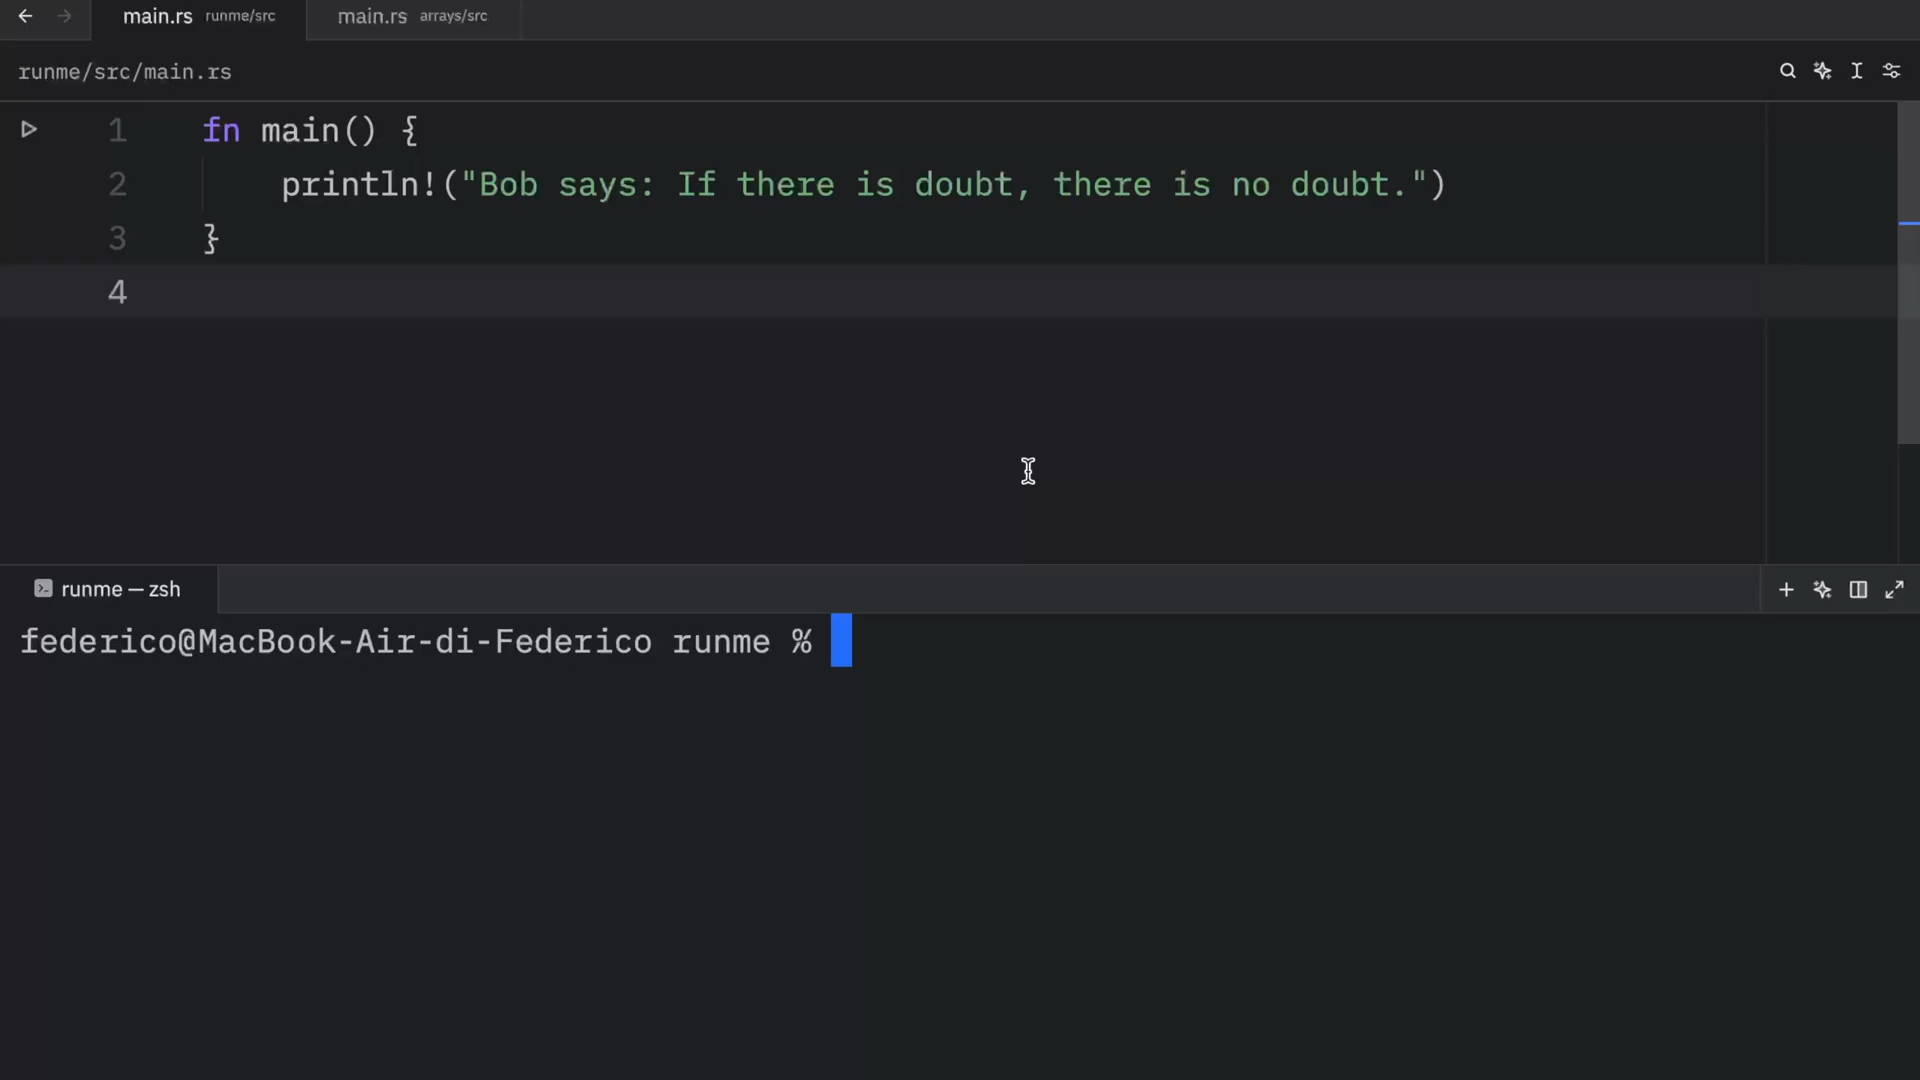 main.rs runme/src main.rs arrays/src
runme/src/main.rs
1 fn main() {
2 println!("Bob says: If there is doubt, there is no doubt.")
3 }
4
runme — zsh
federico@MacBook-Air-di-Federico runme %